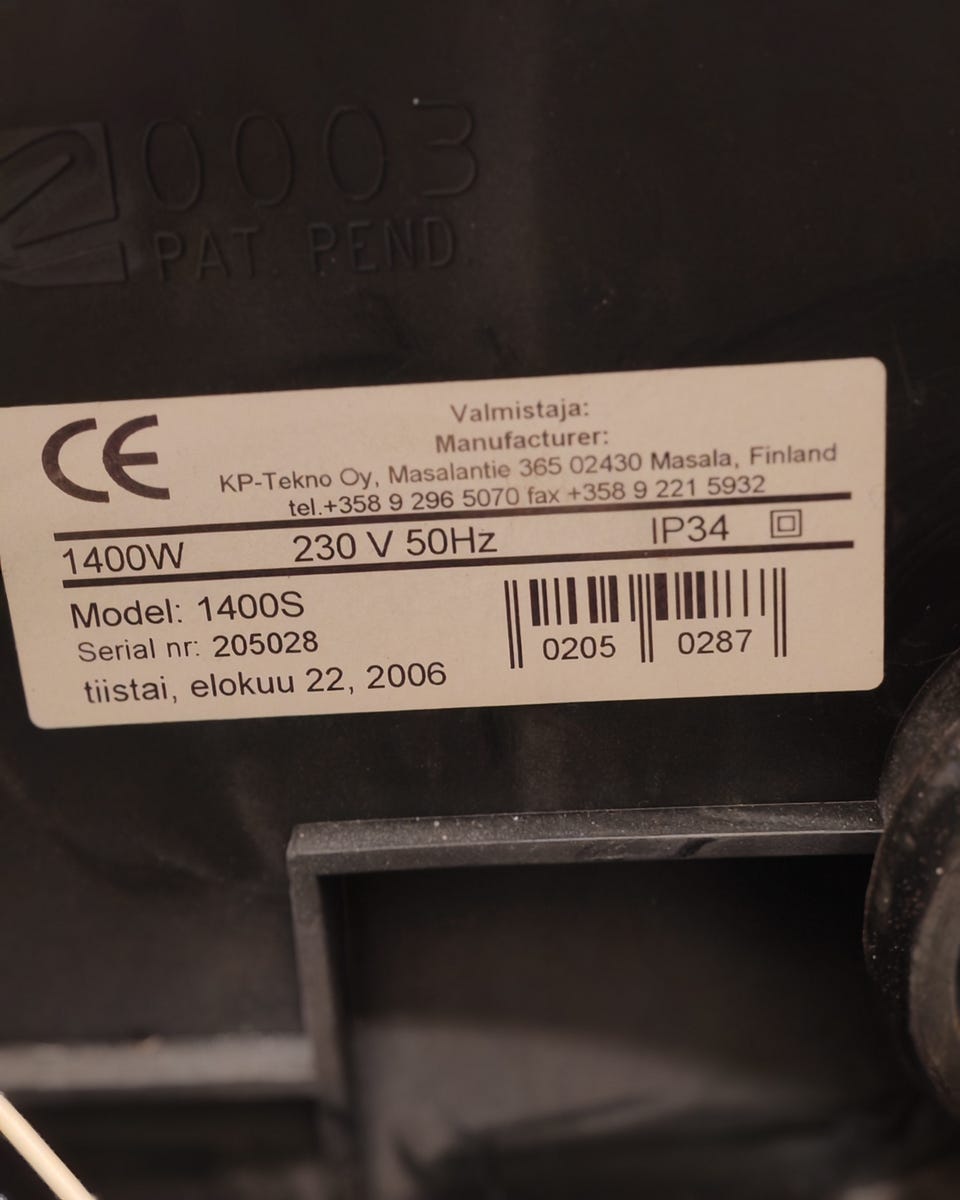 0003
PAT. PEND.
CE
Valmistaja:
Manufacturer:
KP-Tekno Oy, Masalantie 365 02430 Masala, Finland
tel.+358 9 296 5070 fax +358 9 221 5932
1400W 230 V 50Hz IP34
Model: 1400S
Serial nr: 205028
tiistai, elokuu 22, 2006
0205 0287